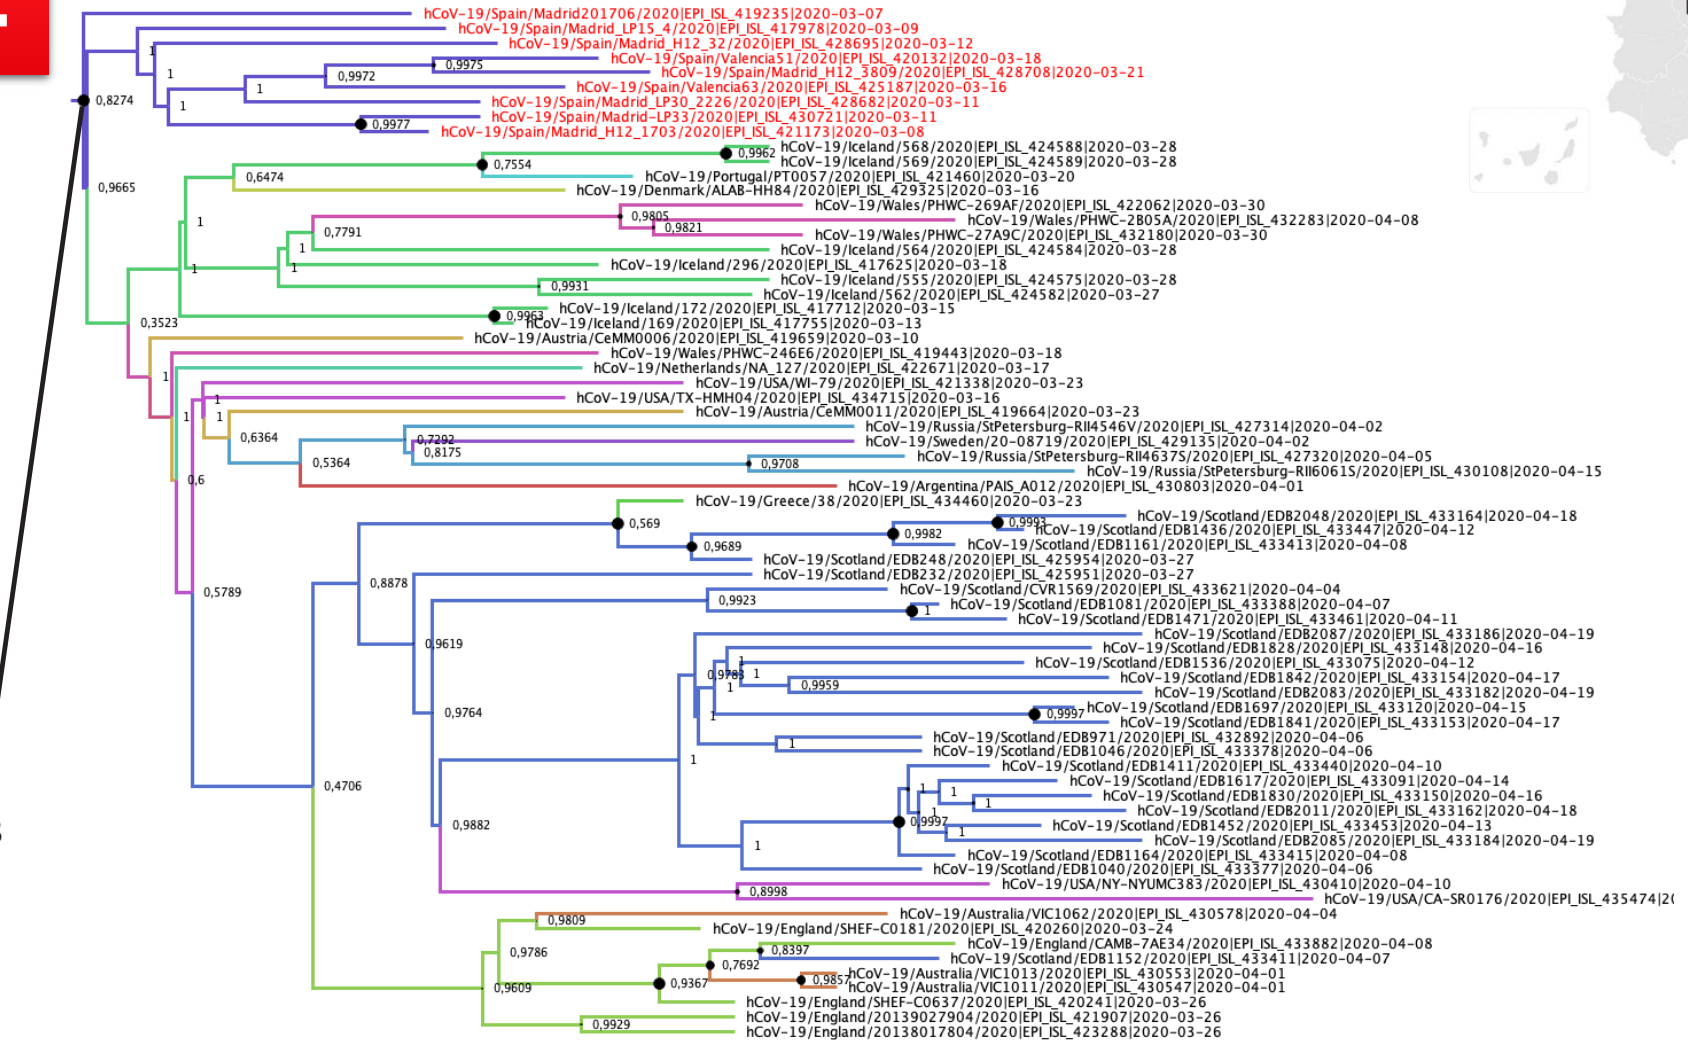 hCoV-19/Spain/Madrid201706/2020|EPI_ISL_419235|2020-03-07
hCoV-19/Spain/Madrid_LP15_4/2020|EPI_ISL_417978|2020-03-09
hCoV-19/Spain/Madrid_H12_32/2020|EPI_ISL_428695|2020-03-12
1
hCoV-19/Spain/Valencia51/2020|EPI_ISL_420132|2020-03-18
0,9975
1
0,9972
hCoV-19/Spain/Madrid_H12_3809/2020|EPI_ISL_428708|2020-03-21
1
hCoV-19/Spain/Valencia63/2020|EPI_ISL_425187|2020-03-16
0,8274
1
hCoV-19/Spain/Madrid_LP30_2226/2020|EPI_ISL_428682|2020-03-11
hCoV-19/Spain/Madrid-LP33/2020|EPI_ISL_430721|2020-03-11
0,9977
hCoV-19/Spain/Madrid_H12_1703/2020|EPI_ISL_421173|2020-03-08
hCoV-19/Iceland/568/2020|EPI_ISL_424588|2020-03-28
0,9962
0,7554
hCoV-19/Iceland/569/2020|EPI_ISL_424589|2020-03-28
0,6474
hCoV-19/Portugal/PT0057/2020|EPI_ISL_421460|2020-03-20
0,9665
hCoV-19/Denmark/ALAB-HH84/2020|EPI_ISL_429325|2020-03-16
hCoV-19/Wales/PHWC-269AF/2020|EPI_ISL_422062|2020-03-30
1
0,9805
hCoV-19/Wales/PHWC-2B05A/2020|EPI_ISL_432283|2020-04-08
0,7791
0,9821
hCoV-19/Wales/PHWC-27A9C/2020|EPI_ISL_432180|2020-03-30
1
hCoV-19/Iceland/564/2020|EPI_ISL_424584|2020-03-28
1
1
hCoV-19/Iceland/296/2020|EPI_ISL_417625|2020-03-18
hCoV-19/Iceland/555/2020|EPI_ISL_424575|2020-03-28
0,9931
hCoV-19/Iceland/562/2020|EPI_ISL_424582|2020-03-27
hCoV-19/Iceland/172/2020|EPI_ISL_417712|2020-03-15
0,9963
0,3523
hCoV-19/Iceland/169/2020|EPI_ISL_417755|2020-03-13
hCoV-19/Austria/CeMM0006/2020|EPI_ISL_419659|2020-03-10
hCoV-19/Wales/PHWC-246E6/2020|EPI_ISL_419443|2020-03-18
hCoV-19/Netherlands/NA_127/2020|EPI_ISL_422671|2020-03-17
1
hCoV-19/USA/WI-79/2020|EPI_ISL_421338|2020-03-23
1
hCoV-19/USA/TX-HMH04/2020|EPI_ISL_434715|2020-03-16
1
1
hCoV-19/Austria/CeMM0011/2020|EPI_ISL_419664|2020-03-23
hCoV-19/Russia/StPetersburg-RII4546V/2020|EPI_ISL_427314|2020-04-02
0,6364
0,7292
hCoV-19/Sweden/20-08719/2020|EPI_ISL_429135|2020-04-02
0,8175
hCoV-19/Russia/StPetersburg-RII4637S/2020|EPI_ISL_427320|2020-04-05
0,5364
0,9708
hCoV-19/Russia/StPetersburg-RII6061S/2020|EPI_ISL_430108|2020-04-15
0,6
hCoV-19/Argentina/PAIS_A012/2020|EPI_ISL_430803|2020-04-01
hCoV-19/Greece/38/2020|EPI_ISL_434460|2020-03-23
hCoV-19/Scotland/EDB2048/2020|EPI_ISL_433164|2020-04-18
0,569
0,9993
hCoV-19/Scotland/EDB1436/2020|EPI_ISL_433447|2020-04-12
0,9982
0,9689
hCoV-19/Scotland/EDB1161/2020|EPI_ISL_433413|2020-04-08
hCoV-19/Scotland/EDB248/2020|EPI_ISL_425954|2020-03-27
0,8878
hCoV-19/Scotland/EDB232/2020|EPI_ISL_425951|2020-03-27
0,5789
hCoV-19/Scotland/CVR1569/2020|EPI_ISL_433621|2020-04-04
0,9923
hCoV-19/Scotland/EDB1081/2020|EPI_ISL_433388|2020-04-07
1
hCoV-19/Scotland/EDB1471/2020|EPI_ISL_433461|2020-04-11
hCoV-19/Scotland/EDB2087/2020|EPI_ISL_433186|2020-04-19
0,9619
hCoV-19/Scotland/EDB1828/2020|EPI_ISL_433148|2020-04-16
1
hCoV-19/Scotland/EDB1536/2020|EPI_ISL_433075|2020-04-12
0,9783
1
hCoV-19/Scotland/EDB1842/2020|EPI_ISL_433154|2020-04-17
1
0,9959
hCoV-19/Scotland/EDB2083/2020|EPI_ISL_433182|2020-04-19
0,9764
1
hCoV-19/Scotland/EDB1697/2020|EPI_ISL_433120|2020-04-15
0,9997
hCoV-19/Scotland/EDB1841/2020|EPI_ISL_433153|2020-04-17
hCoV-19/Scotland/EDB971/2020|EPI_ISL_432892|2020-04-06
1
hCoV-19/Scotland/EDB1046/2020|EPI_ISL_433378|2020-04-06
1
hCoV-19/Scotland/EDB1411/2020|EPI_ISL_433440|2020-04-10
0,4706
hCoV-19/Scotland/EDB1617/2020|EPI_ISL_433091|2020-04-14
1
1
hCoV-19/Scotland/EDB1830/2020|EPI_ISL_433150|2020-04-16
1
hCoV-19/Scotland/EDB2011/2020|EPI_ISL_433162|2020-04-18
1
0,9882
0,9997
hCoV-19/Scotland/EDB1452/2020|EPI_ISL_433453|2020-04-13
1
hCoV-19/Scotland/EDB2085/2020|EPI_ISL_433184|2020-04-19
1
hCoV-19/Scotland/EDB1164/2020|EPI_ISL_433415|2020-04-08
hCoV-19/Scotland/EDB1040/2020|EPI_ISL_433377|2020-04-06
hCoV-19/USA/NY-NYUMC383/2020|EPI_ISL_430410|2020-04-10
0,8998
hCoV-19/USA/CA-SR0176/2020|EPI_ISL_435474|20
hCoV-19/Australia/VIC1062/2020|EPI_ISL_430578|2020-04-04
0,9809
hCoV-19/England/SHEF-C0181/2020|EPI_ISL_420260|2020-03-24
hCoV-19/England/CAMB-7AE34/2020|EPI_ISL_433882|2020-04-08
0,9786
0,8397
hCoV-19/Scotland/EDB1152/2020|EPI_ISL_433411|2020-04-07
0,7692
hCoV-19/Australia/VIC1013/2020|EPI_ISL_430553|2020-04-01
0,9367
0,9857
0,9609
hCoV-19/Australia/VIC1011/2020|EPI_ISL_430547|2020-04-01
hCoV-19/England/SHEF-C0637/2020|EPI_ISL_420241|2020-03-26
hCoV-19/England/20139027904/2020|EPI_ISL_421907|2020-03-26
0,9929
hCoV-19/England/20138017804/2020|EPI_ISL_423288|2020-03-26